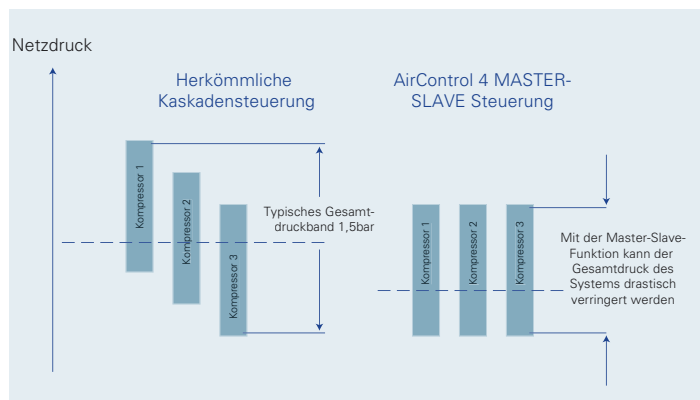 Netzdruck
Herkömmliche
Kaskadensteuerung
AirControl 4 MASTER-
SLAVE Steuerung
Kompressor 1
Kompressor 2
Kompressor 3
Typisches Gesamt-
druckband 1,5bar
Kompressor 1
Kompressor 2
Kompressor 3
Mit der Master-Slave-
Funktion kann der
Gesamtdruck des
Systems drastisch
verringert werden